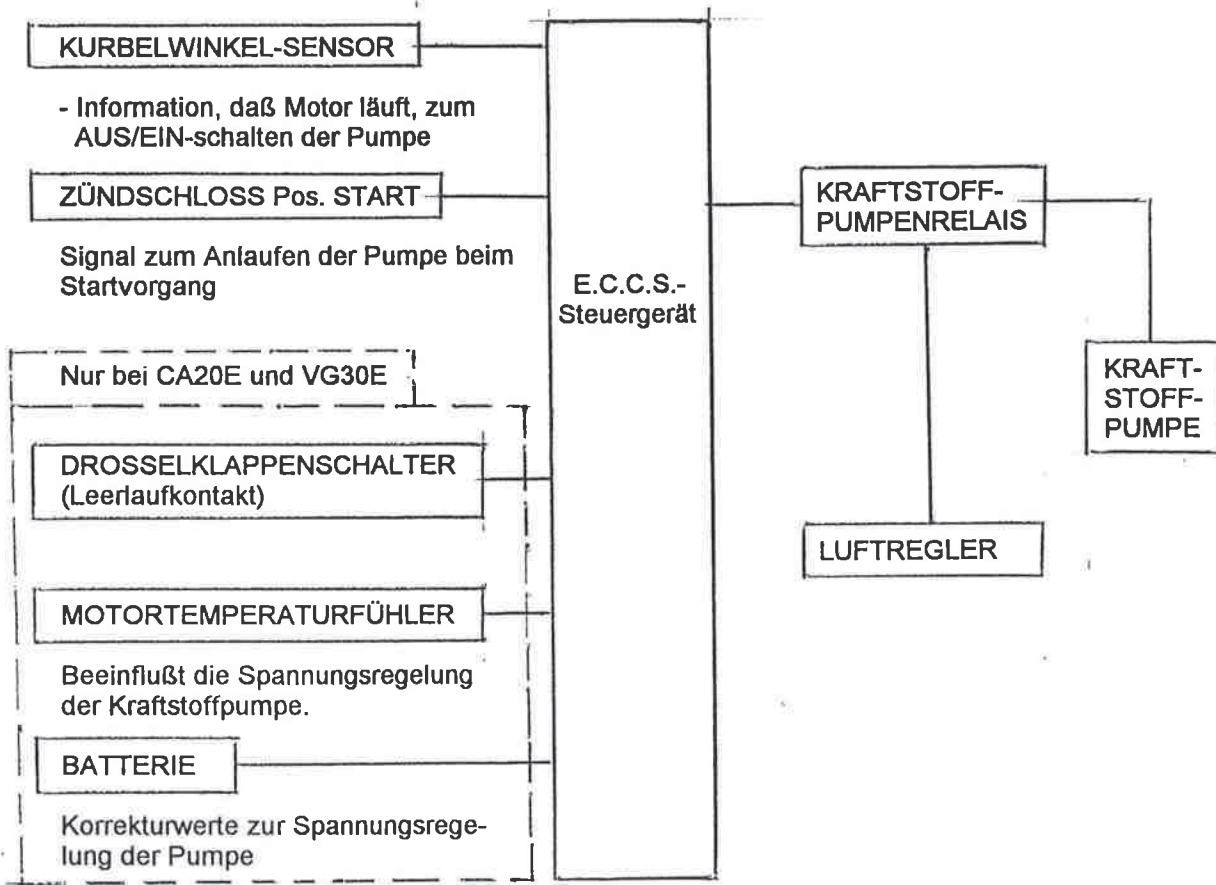 KURBELWINKEL-SENSOR
- Information, daß Motor läuft, zum
AUS/EIN-schalten der Pumpe
ZÜNDSCHLOSS Pos. START
Signal zum Anlaufen der Pumpe beim
Startvorgang
Nur bei CA20E und VG30E
DROSSELKLAPPENSCHALTER
(Leerlaufkontakt)
MOTORTEMPERATURFÜHLER
Beeinflußt die Spannungsregelung
der Kraftstoffpumpe.
BATTERIE
Korrekturwerte zur Spannungsrege-
lung der Pumpe
E.C.C.S.-
Steuergerät
KRAFTSTOFF-
PUMPENRELAIS
KRAFT-
STOFF-
PUMPE
LUFTREGLER